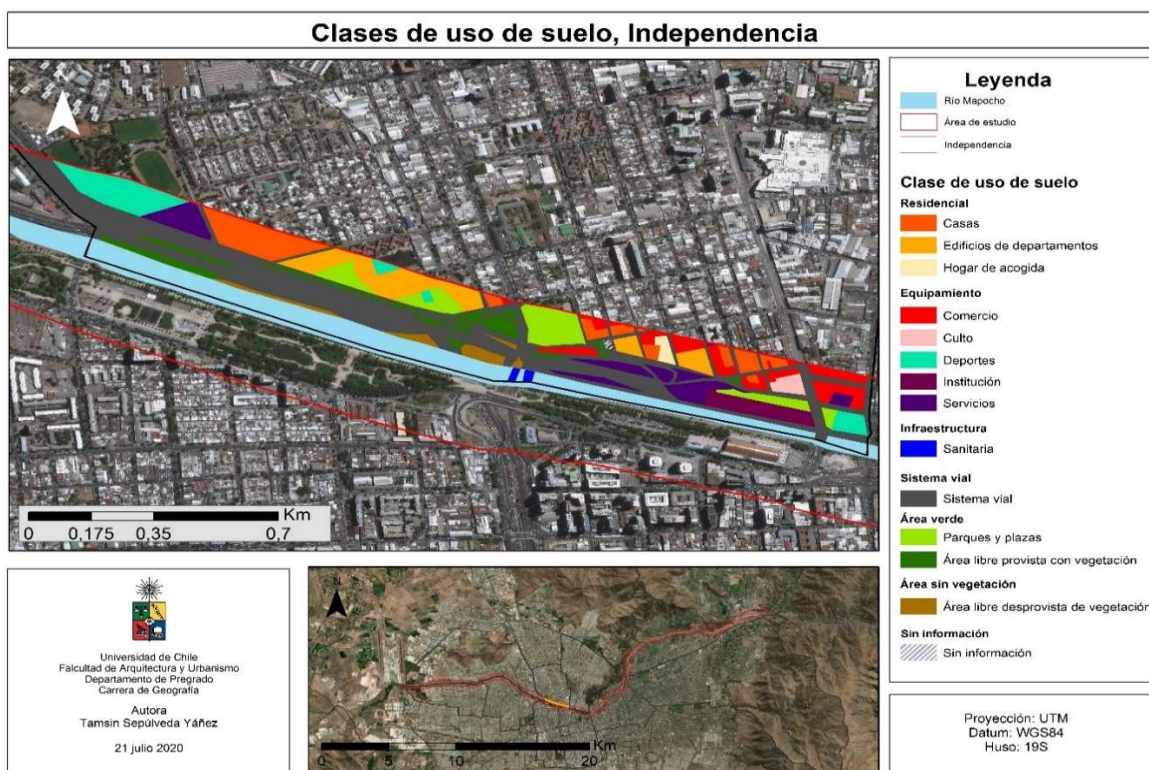 Clases de uso de suelo, Independencia
Km
0 0,175 0,35 0,7
Leyenda
Río Mapocho
Área de estudio
Independencia
Clase de uso de suelo
Residencial
Casas
Edificios de departamentos
Hogar de acogida
Equipamiento
Comercio
Culto
Deportes
Institución
Servicios
Infraestructura
Sanitaria
Sistema vial
Sistema vial
Área verde
Parques y plazas
Área libre provista con vegetación
Área sin vegetación
Área libre desprovista de vegetación
Sin información
Sin información
Universidad de Chile
Falcultad de Arquitectura y Urbanismo
Departamento de Pregrado
Carrera de Geografía
Autora
Tamsin Sepúlveda Yáñez
21 julio 2020
N
Km
0 5 10 20
Proyección: UTM
Datum: WGS84
Huso: 19S